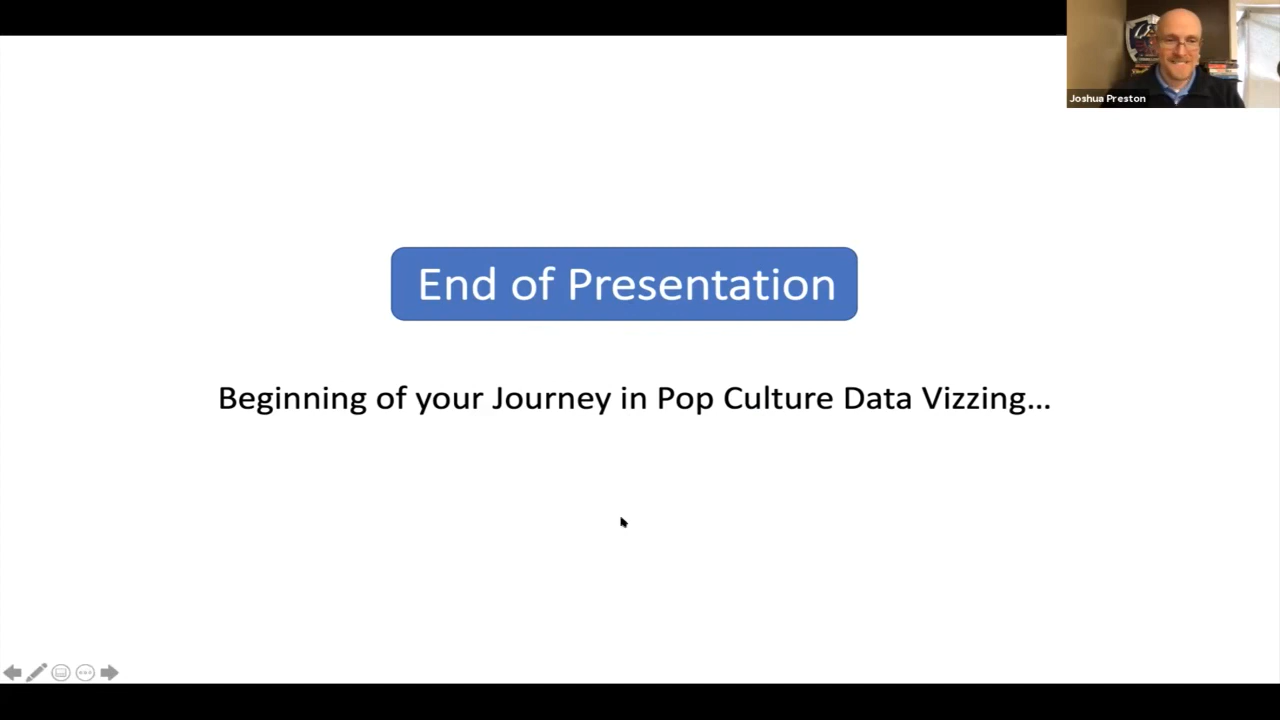 Joshua Preston
End of Presentation
Beginning of your Journey in Pop Culture Data Vizzing...